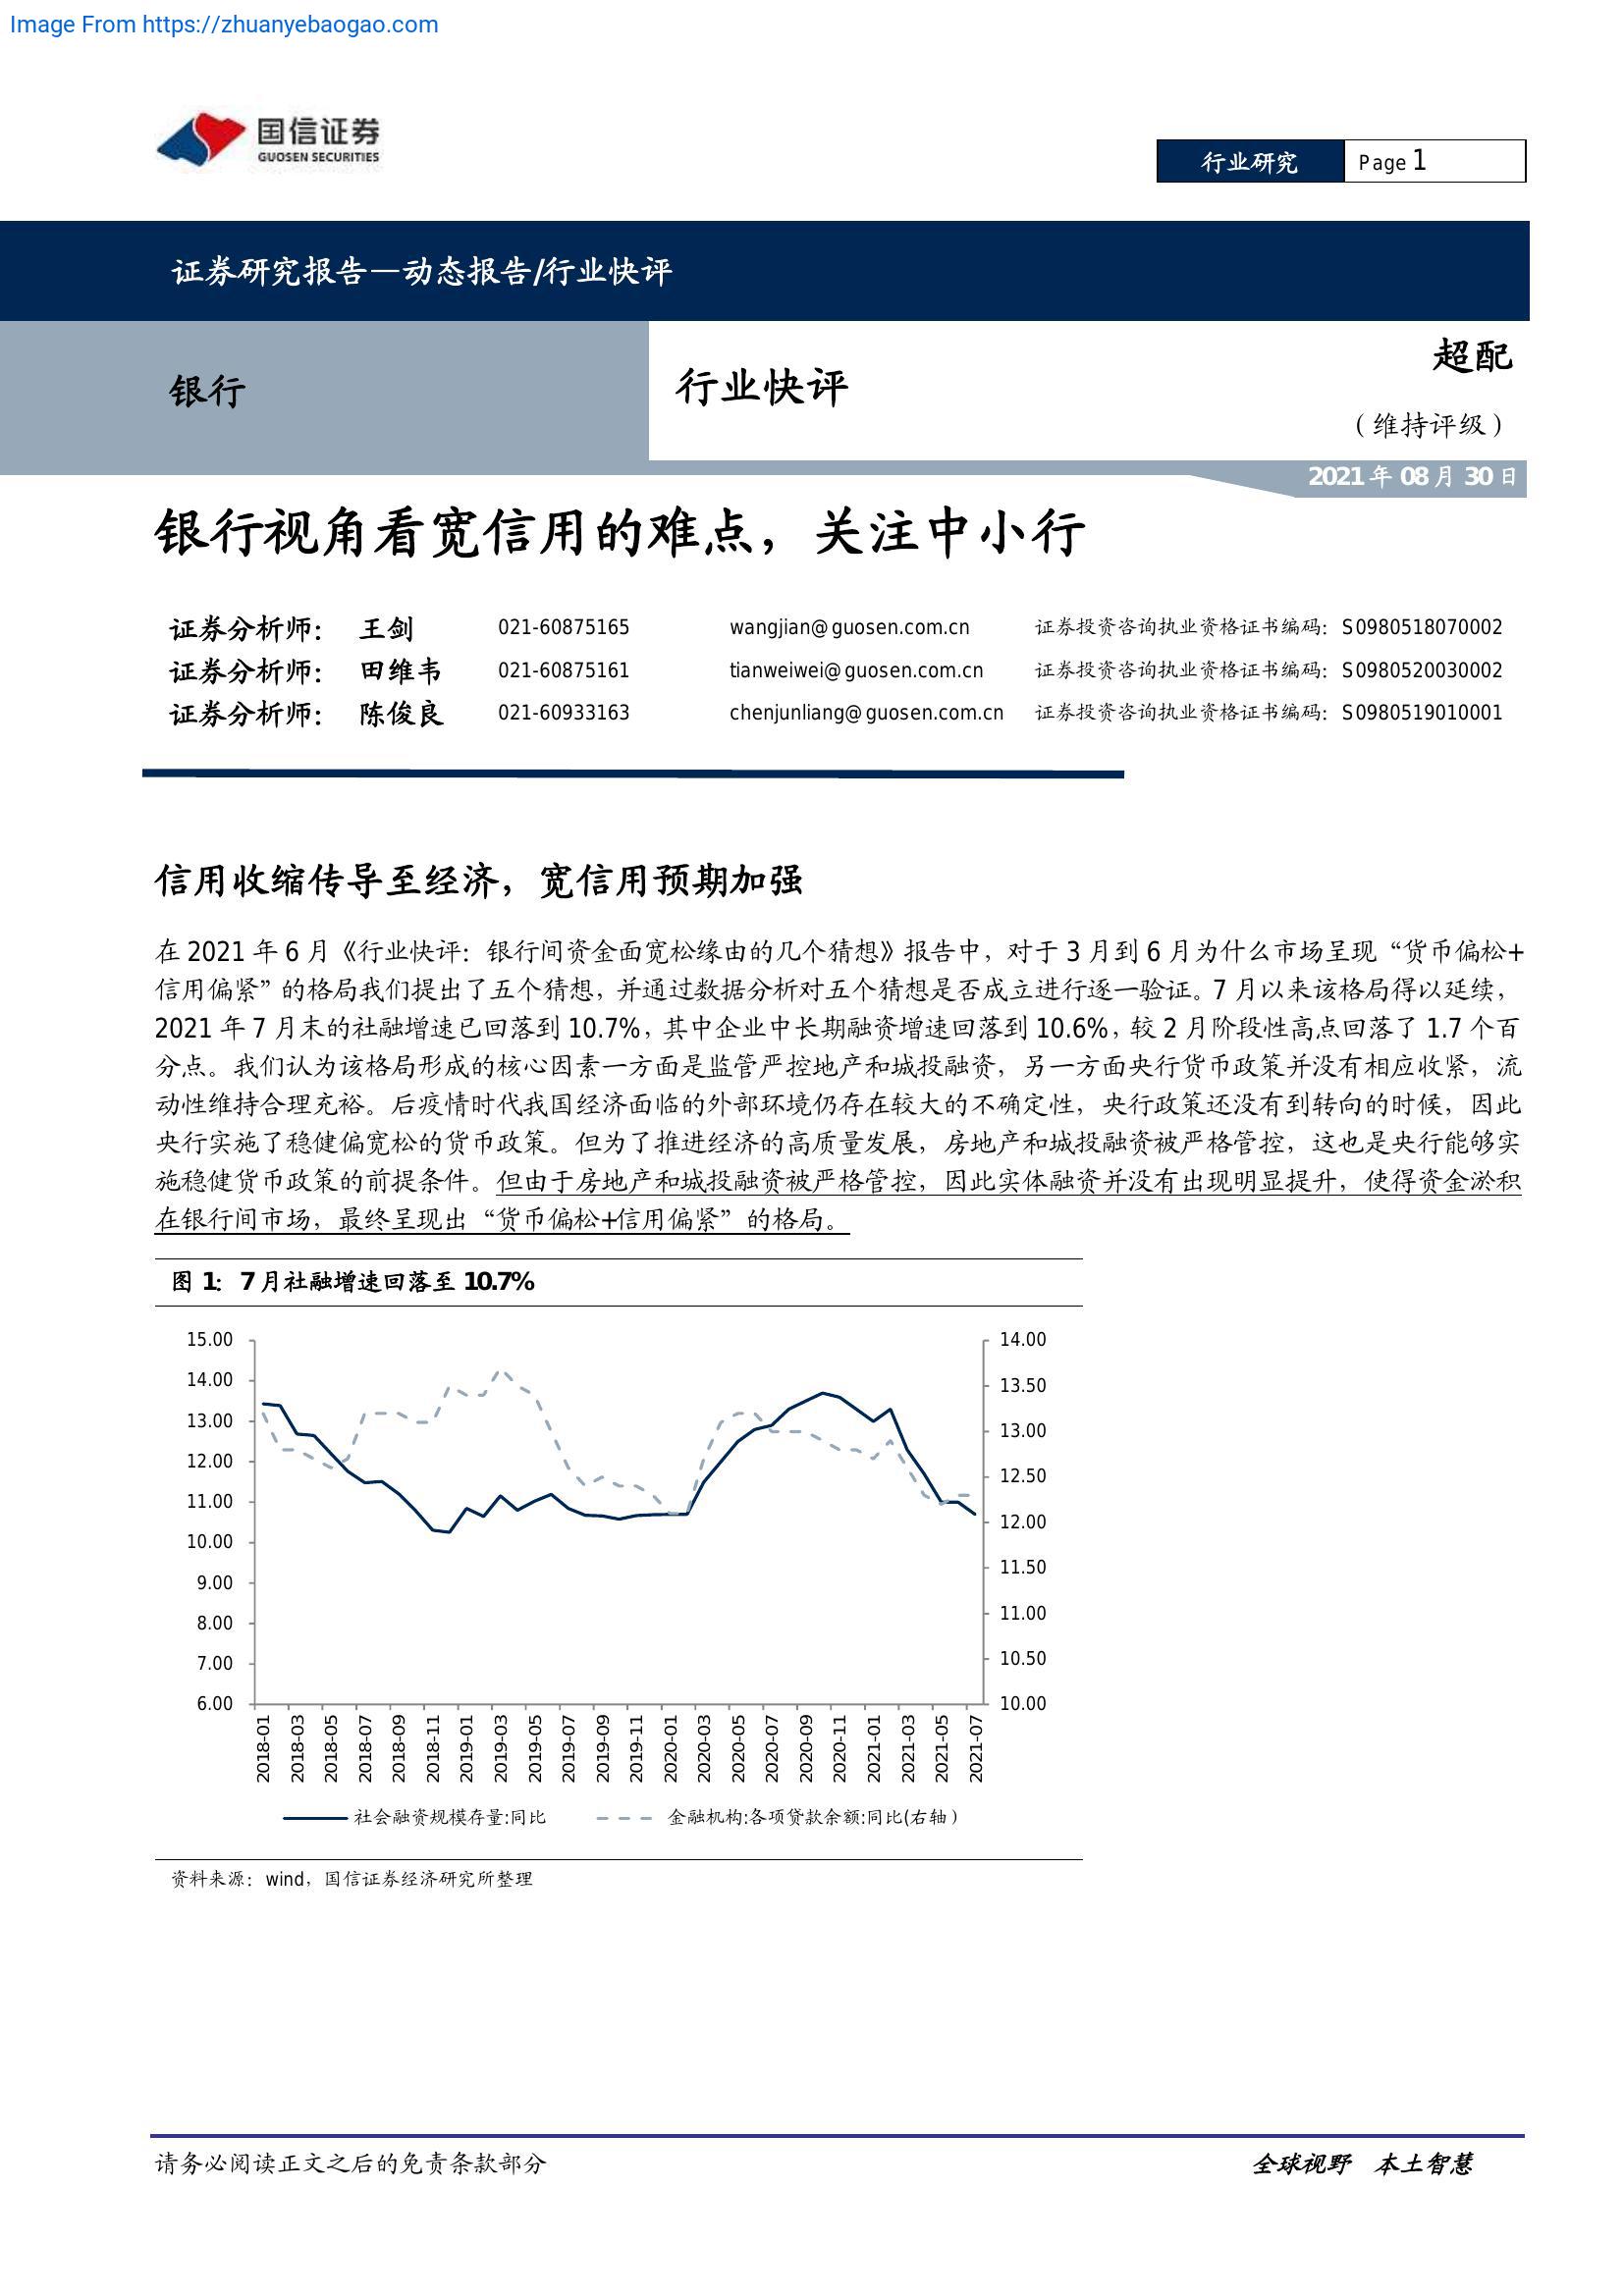 Image From https://zhuanyebaogao.com
国信证券
GUOSEN SECURITIES
行业研究
Page 1
证券研究报告—动态报告/行业快评
银行
行业快评
超配
（维持评级）
2021 年 08 月 30 日
银行视角看宽信用的难点，关注中小行
证券分析师： 王剑 021-60875165 wangjian@guosen.com.cn 证券投资咨询执业资格证书编码：S0980518070002
证券分析师： 田维韦 021-60875161 tianweiwei@guosen.com.cn 证券投资咨询执业资格证书编码：S0980520030002
证券分析师： 陈俊良 021-60933163 chenjunliang@guosen.com.cn 证券投资咨询执业资格证书编码：S0980519010001
信用收缩传导至经济，宽信用预期加强
在 2021 年 6 月《行业快评：银行间资金面宽松缘由的几个猜想》报告中，对于 3 月到 6 月为什么市场呈现“货币偏松+
信用偏紧”的格局我们提出了五个猜想，并通过数据分析对五个猜想是否成立进行逐一验证。7 月以来该格局得以延续，
2021 年 7 月末的社融增速已回落到 10.7%，其中企业中长期融资增速回落到 10.6%，较 2 月阶段性高点回落了 1.7 个百
分点。我们认为该格局形成的核心因素一方面是监管严控地产和城投融资，另一方面央行货币政策并没有相应收紧，流
动性维持合理充裕。后疫情时代我国经济面临的外部环境仍存在较大的不确定性，央行政策还没有到转向的时候，因此
央行实施了稳健偏宽松的货币政策。但为了推进经济的高质量发展，房地产和城投融资被严格管控，这也是央行能够实
施稳健货币政策的前提条件。但由于房地产和城投融资被严格管控，因此实体融资并没有出现明显提升，使得资金淤积
在银行间市场，最终呈现出“货币偏松+信用偏紧”的格局。
图 1：7 月社融增速回落至 10.7%
15.00
14.00
13.00
12.00
11.00
10.00
9.00
8.00
7.00
6.00
14.00
13.50
13.00
12.50
12.00
11.50
11.00
10.50
10.00
2018-01
2018-03
2018-05
2018-07
2018-09
2018-11
2019-01
2019-03
2019-05
2019-07
2019-09
2019-11
2020-01
2020-03
2020-05
2020-07
2020-09
2020-11
2021-01
2021-03
2021-05
2021-07
社会融资规模存量:同比
金融机构:各项贷款余额:同比(右轴）
资料来源：wind，国信证券经济研究所整理
请务必阅读正文之后的免责条款部分
全球视野 本土智慧